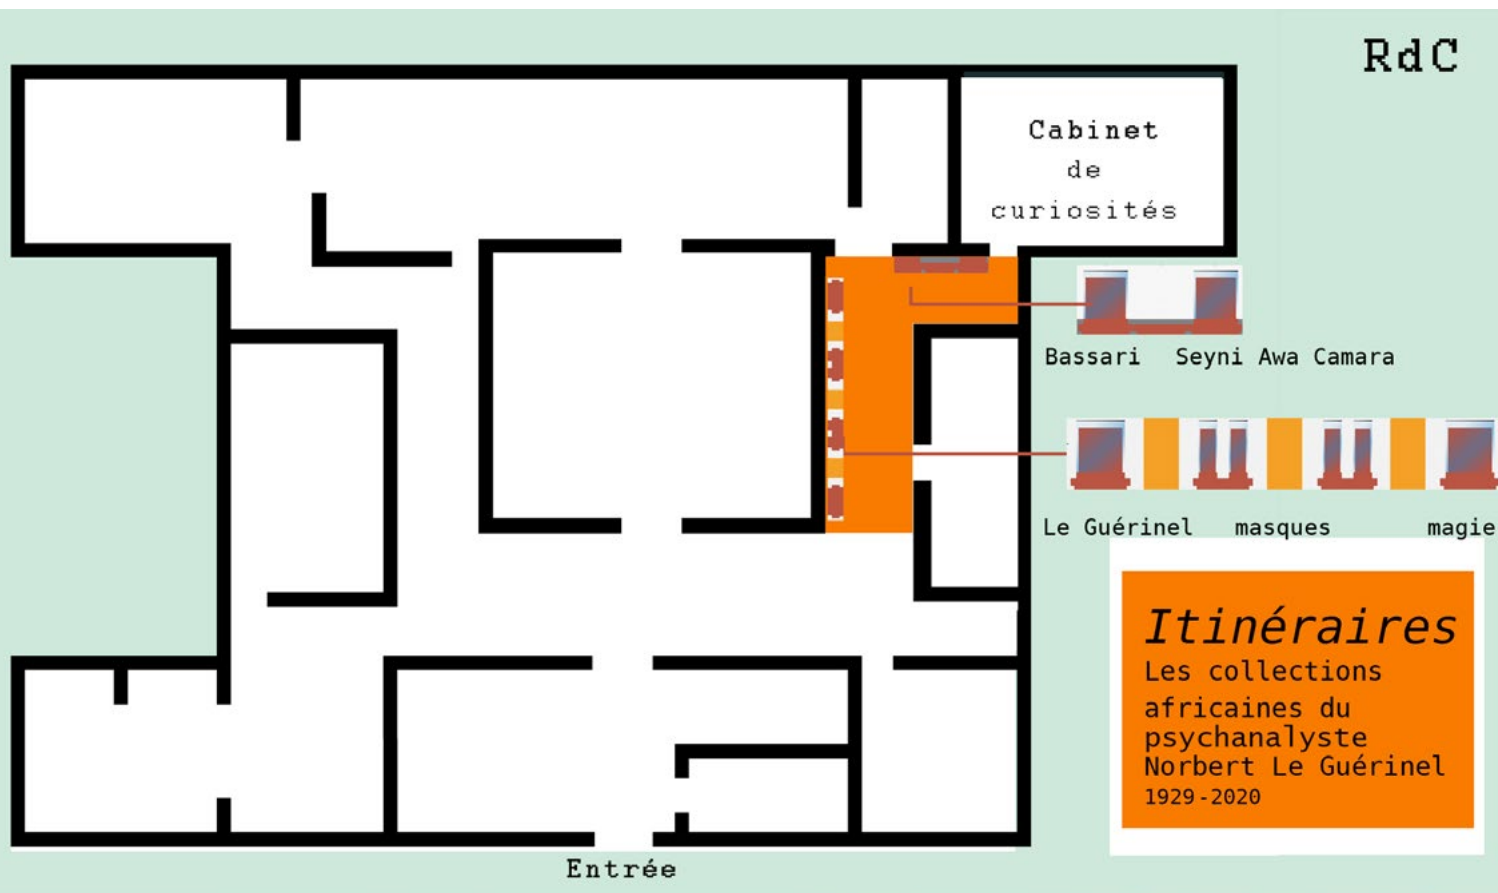 RdC
Cabinet
de
curiosités
Bassari Seyni Awa Camara
Le Guérinel masques magie
Itinéraires
Les collections
africaines du
psychanalyste
Norbert Le Guérinel
1929-2020
Entrée